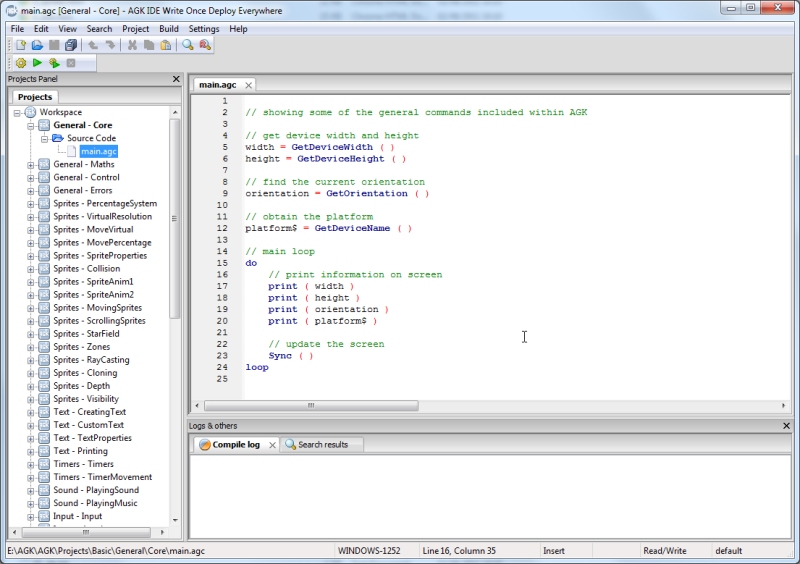 main.agc [General - Core] - AGK IDE Write Once Deploy Everywhere
File Edit View Search Project Build Settings Help
Projects Panel
Projects
Workspace
General - Core
Source Code
main.agc
General - Maths
General - Control
General - Errors
Sprites - PercentageSystem
Sprites - VirtualResolution
Sprites - MoveVirtual
Sprites - MovePercentage
Sprites - SpriteProperties
Sprites - Collision
Sprites - SpriteAnim1
Sprites - SpriteAnim2
Sprites - MovingSprites
Sprites - ScrollingSprites
Sprites - StarField
Sprites - Zones
Sprites - RayCasting
Sprites - Cloning
Sprites - Depth
Sprites - Visibility
Text - CreatingText
Text - CustomText
Text - TextProperties
Text - Printing
Timers - Timers
Timers - TimerMovement
Sound - PlayingSound
Sound - PlayingMusic
Input - Input
main.agc
1
2 // showing some of the general commands included within AGK
3
4 // get device width and height
5 width = GetDeviceWidth ( )
6 height = GetDeviceHeight ( )
7
8 // find the current orientation
9 orientation = GetOrientation ( )
10
11 // obtain the platform
12 platform$ = GetDeviceName ( )
13
14 // main loop
15 do
16 // print information on screen
17 print ( width )
18 print ( height )
19 print ( orientation )
20 print ( platform$ )
21
22 // update the screen
23 Sync ( )
24 loop
25
Logs & others
Compile log Search results
E:\AGK\AGK\Projects\Basic\General\Core\main.agc WINDOWS-1252 Line 16, Column 35 Insert Read/Write default